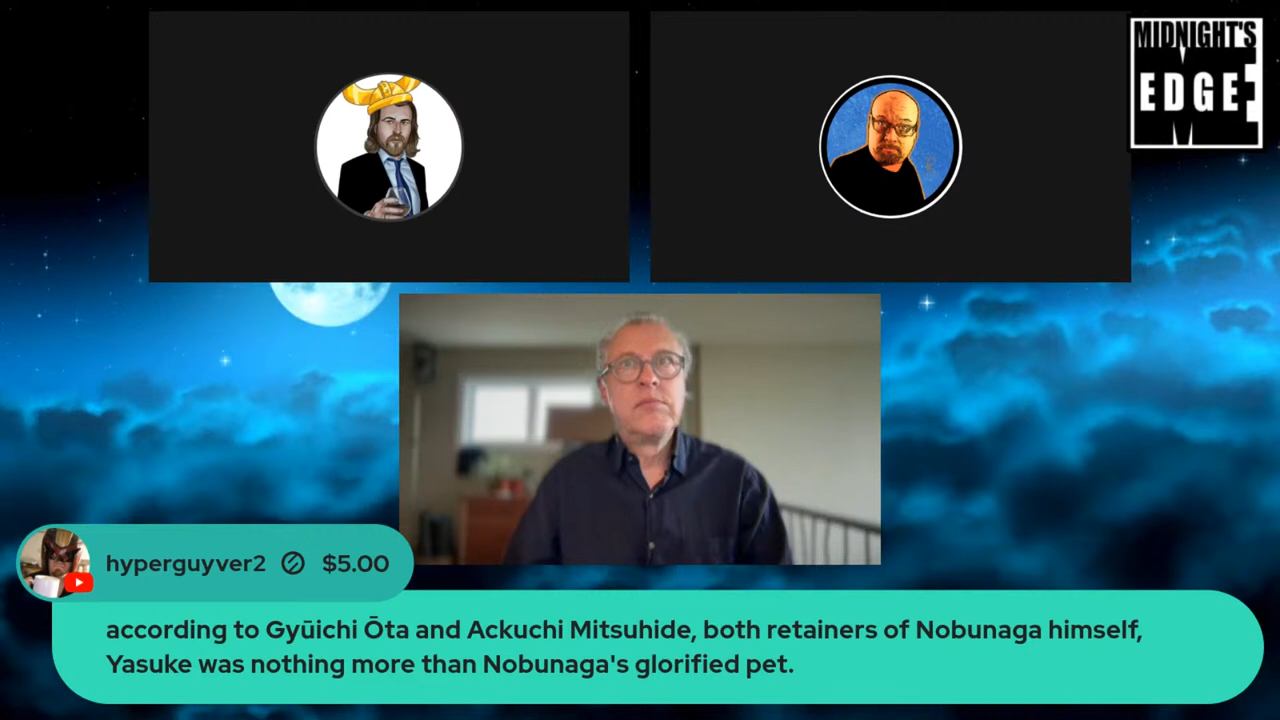 MIDNIGHT'S
EDGE
hyperguyver2 $5.00
according to Gyūichi Ōta and Ackuchi Mitsuhide, both retainers of Nobunaga himself,
Yasuke was nothing more than Nobunaga's glorified pet.